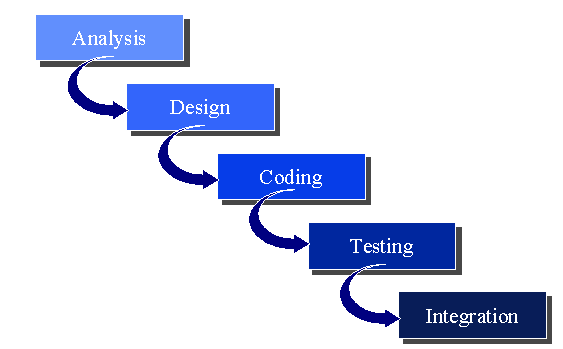 Analysis
Design
Coding
Testing
Integration